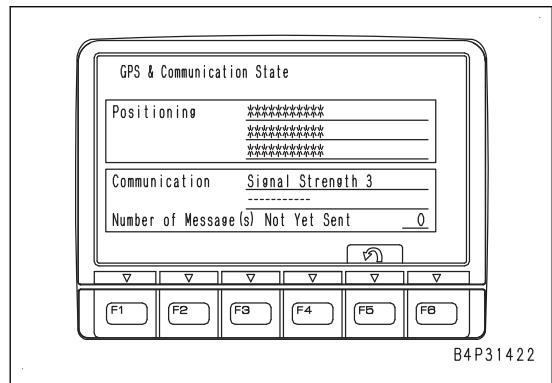 GPS & Communication State
Positioning ***********
***********
***********
Communication Signal Strength 3
-----------
Number of Message(s) Not Yet Sent 0
F1 F2 F3 F4 F5 F6
B4P31422